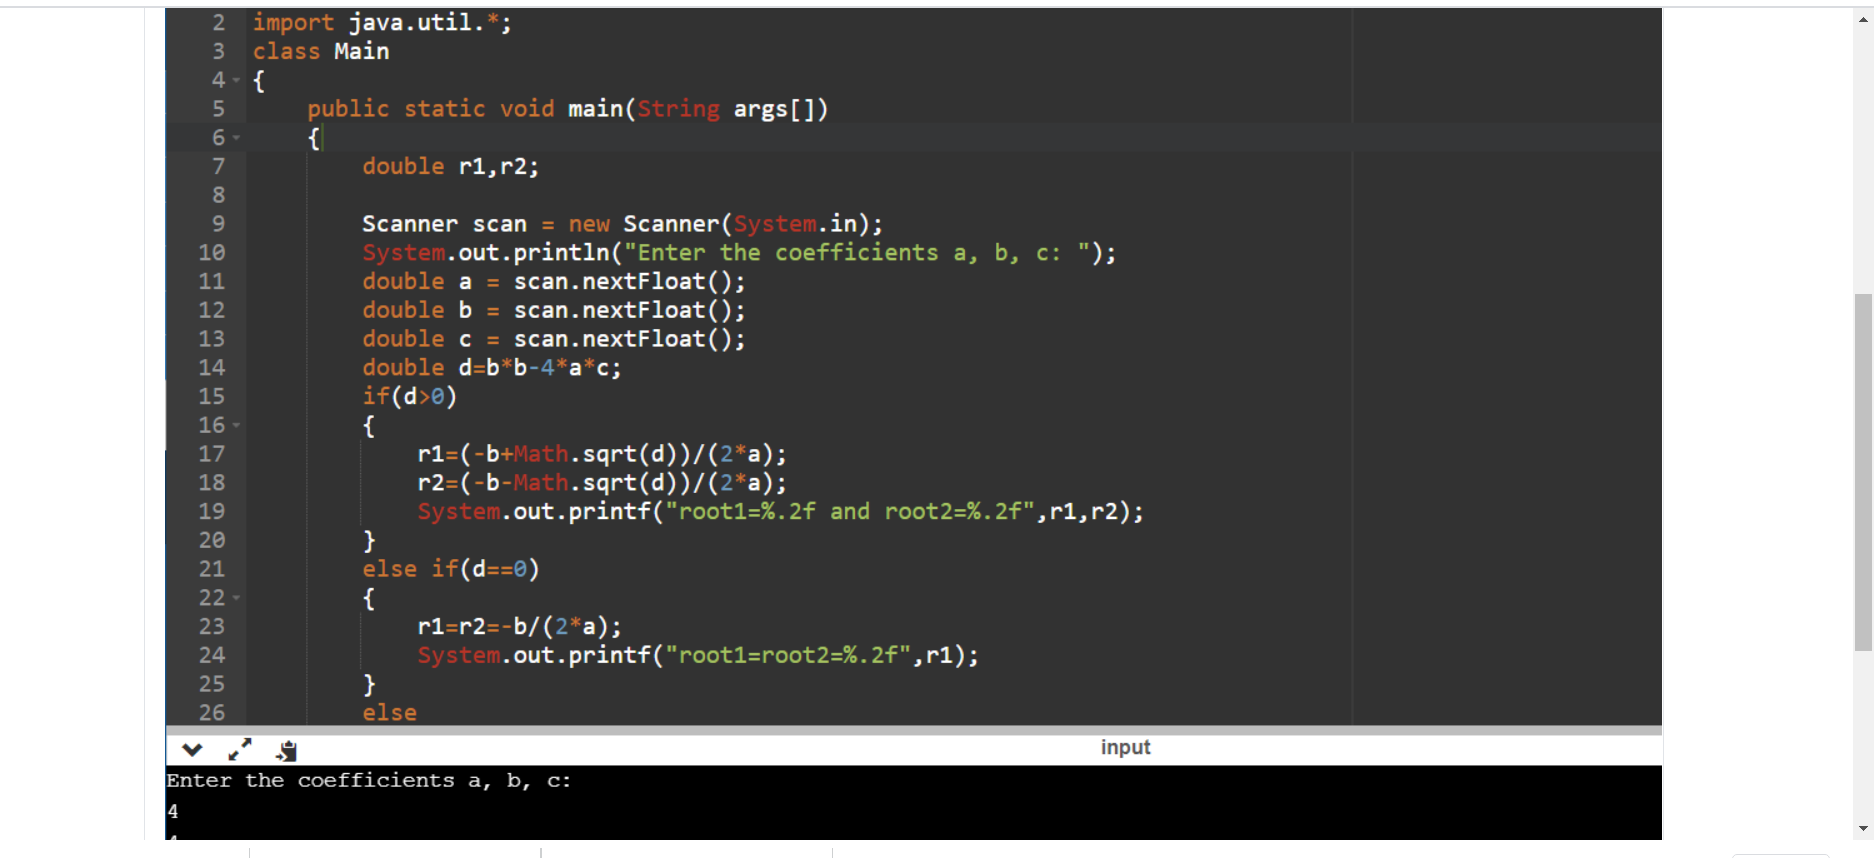 2 import java.util.*;
3 class Main
4 {
5 public static void main(String args[])
6 {
7 double r1,r2;
8
9 Scanner scan = new Scanner(System.in);
10 System.out.println("Enter the coefficients a, b, c: ");
11 double a = scan.nextFloat();
12 double b = scan.nextFloat();
13 double c = scan.nextFloat();
14 double d=b*b-4*a*c;
15 if(d>0)
16 {
17 r1=(-b+Math.sqrt(d))/(2*a);
18 r2=(-b-Math.sqrt(d))/(2*a);
19 System.out.printf("root1=%.2f and root2=%.2f",r1,r2);
20 }
21 else if(d==0)
22 {
23 r1=r2=-b/(2*a);
24 System.out.printf("root1=root2=%.2f",r1);
25 }
26 else
input
Enter the coefficients a, b, c:
4